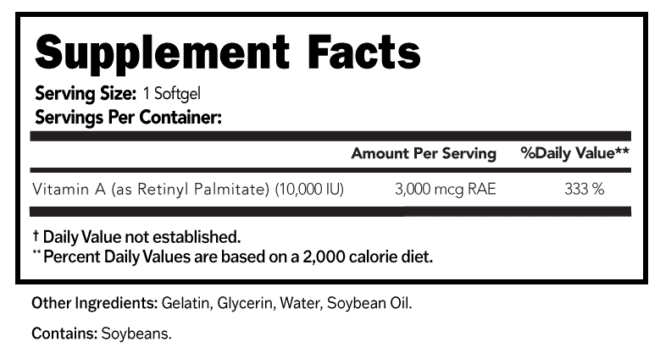 Supplement Facts
Serving Size: 1 Softgel
Servings Per Container:
Amount Per Serving %Daily Value**
Vitamin A (as Retinyl Palmitate) (10,000 IU) 3,000 mcg RAE 333 %
† Daily Value not established.
** Percent Daily Values are based on a 2,000 calorie diet.
Other Ingredients: Gelatin, Glycerin, Water, Soybean Oil.
Contains: Soybeans.